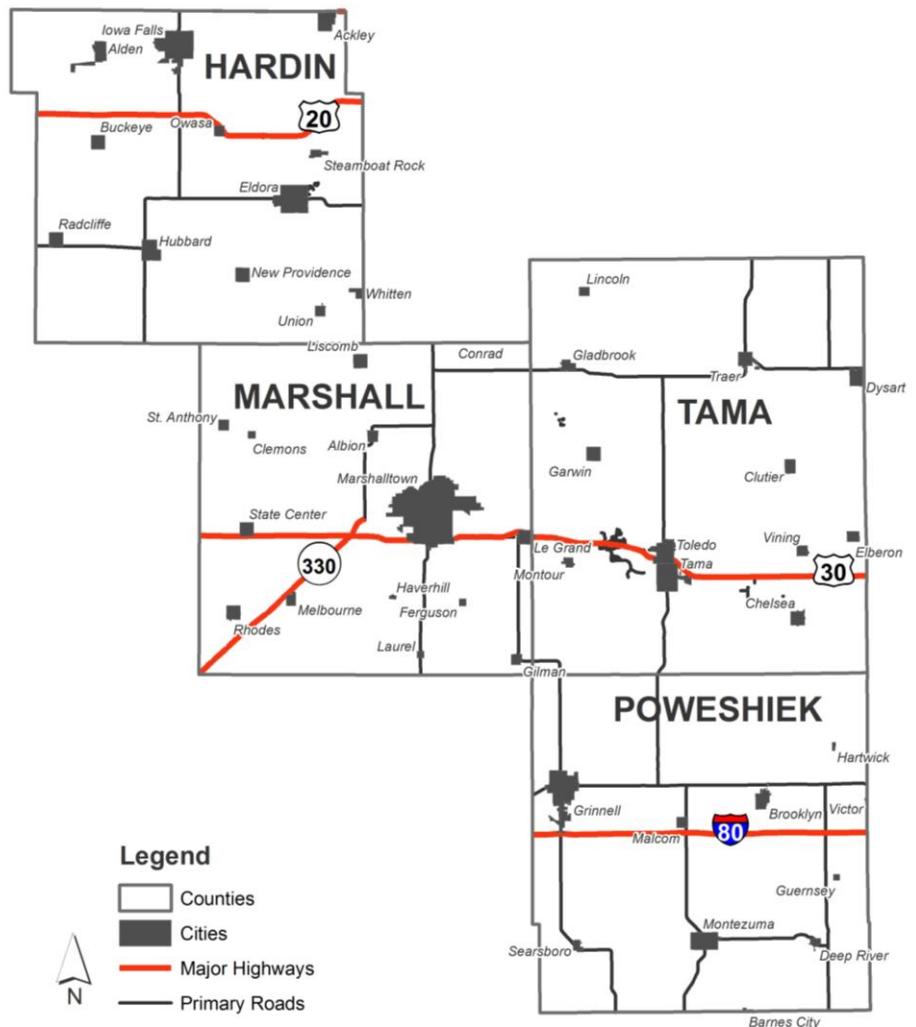 Iowa Falls
Ackley
Alden
HARDIN
20
Buckeye
Owasa
Steamboat Rock
Eldora
Radcliffe
Hubbard
New Providence
Whitten
Union
Lincoln
Liscomb
Conrad
Gladbrook
Traer
Dysart
MARSHALL
TAMA
St. Anthony
Clemons
Albion
Garwin
Clutier
Marshalltown
State Center
Le Grand
Toledo
Vining
Elberon
330
Montour
Tama
30
Haverhill
Melbourne
Ferguson
Chelsea
Rhodes
Laurel
Gilman
POWESHIEK
Hartwick
Grinnell
Brooklyn
Victor
Malcom
80
Guernsey
Montezuma
Searsboro
Deep River
Barnes City
Legend
Counties
Cities
Major Highways
Primary Roads
N